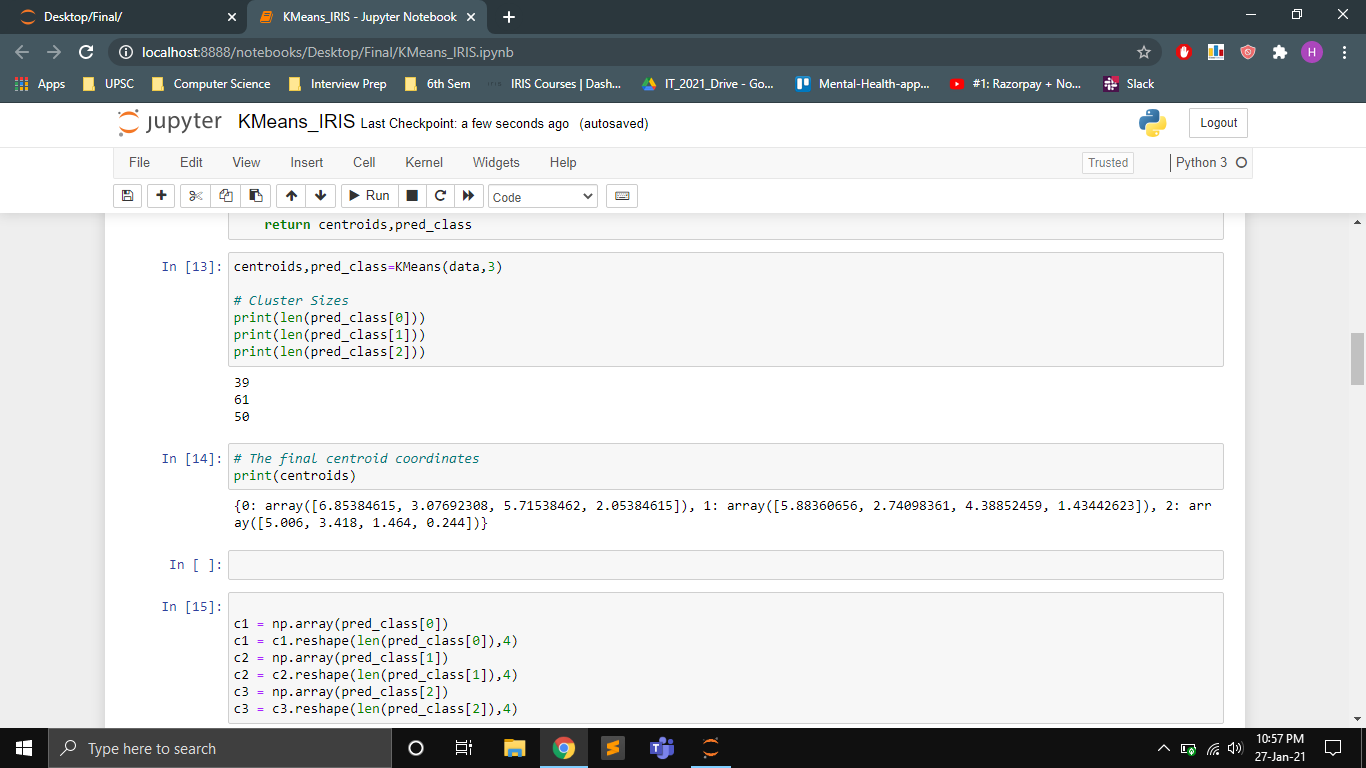 Desktop/Final/
KMeans_IRIS - Jupyter Notebook
localhost:8888/notebooks/Desktop/Final/KMeans_IRIS.ipynb
H
Apps UPSC Computer Science Interview Prep 6th Sem IRIS Courses | Dash... IT_2021_Drive - Go... Mental-Health-app... #1: Razorpay + No... Slack
jupyter KMeans_IRIS Last Checkpoint: a few seconds ago (autosaved) Logout
File Edit View Insert Cell Kernel Widgets Help Trusted Python 3
Run Code
return centroids,pred_class
In [13]: centroids,pred_class=KMeans(data,3)
# Cluster Sizes
print(len(pred_class[0]))
print(len(pred_class[1]))
print(len(pred_class[2]))
39
61
50
In [14]: # The final centroid coordinates
print(centroids)
{0: array([6.85384615, 3.07692308, 5.71538462, 2.05384615]), 1: array([5.88360656, 2.74098361, 4.38852459, 1.43442623]), 2: arr
ay([5.006, 3.418, 1.464, 0.244])}
In [ ]:
In [15]:
c1 = np.array(pred_class[0])
c1 = c1.reshape(len(pred_class[0]),4)
c2 = np.array(pred_class[1])
c2 = c2.reshape(len(pred_class[1]),4)
c3 = np.array(pred_class[2])
c3 = c3.reshape(len(pred_class[2]),4)
Type here to search
10:57 PM
27-Jan-21